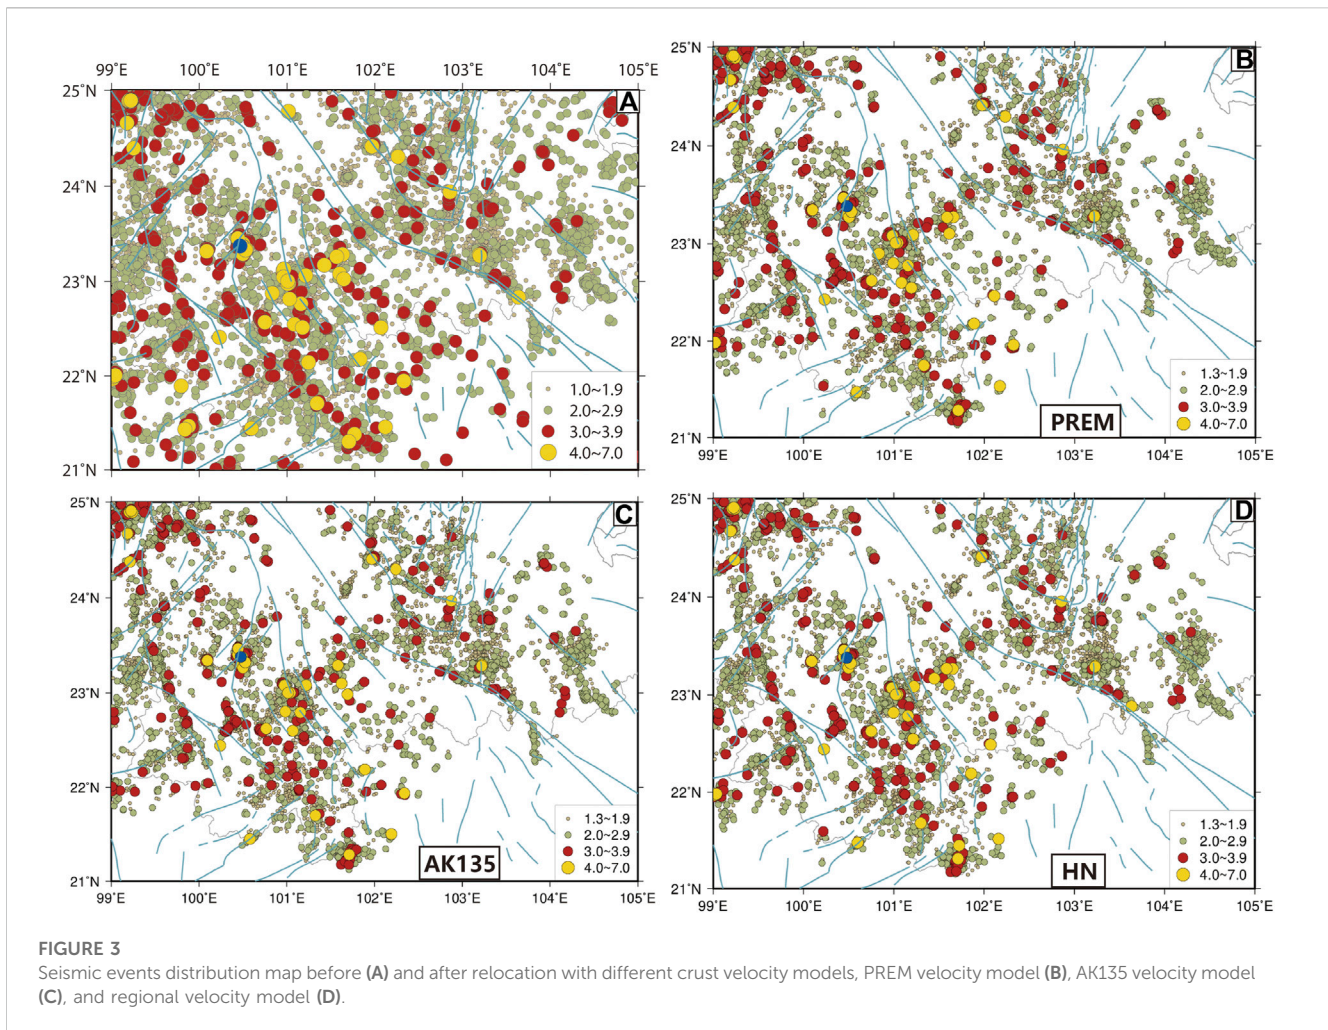 99°E 100°E 101°E 102°E 103°E 104°E 105°E
25°N
24°N
23°N
22°N
21°N
A
1.0~1.9
2.0~2.9
3.0~3.9
4.0~7.0
99°E 100°E 101°E 102°E 103°E 104°E 105°E
25°N
24°N
23°N
22°N
21°N
B
1.3~1.9
2.0~2.9
3.0~3.9
4.0~7.0
PREM
99°E 100°E 101°E 102°E 103°E 104°E 105°E
25°N
24°N
23°N
22°N
21°N
C
1.3~1.9
2.0~2.9
3.0~3.9
4.0~7.0
AK135
99°E 100°E 101°E 102°E 103°E 104°E 105°E
25°N
24°N
23°N
22°N
21°N
D
1.3~1.9
2.0~2.9
3.0~3.9
4.0~7.0
HN
99°E 100°E 101°E 102°E 103°E 104°E 105°E
FIGURE 3
Seismic events distribution map before (A) and after relocation with different crust velocity models, PREM velocity model (B), AK135 velocity model
(C), and regional velocity model (D).